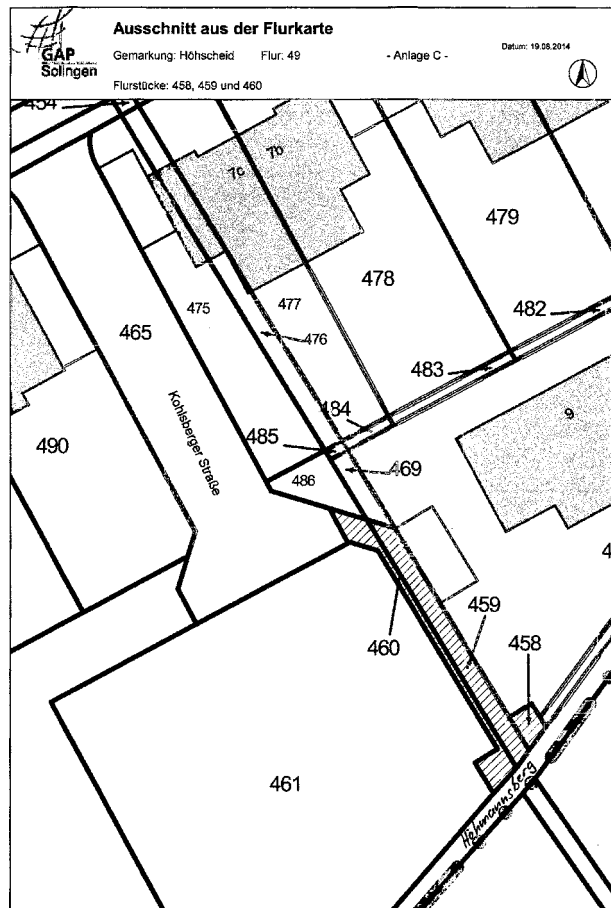 Ausschnitt aus der Flurkarte
Gemarkung: Höhscheid Flur: 49 - Anlage C - Datum: 19.08.2014
GAP
Solingen
Flurstücke: 458, 459 und 460
454
7c 7b
479
478
482
477
475
476
465
483
484
9
Kohlsberger Straße
485
490
469
486
459
460
458
461
Höhmannsberg